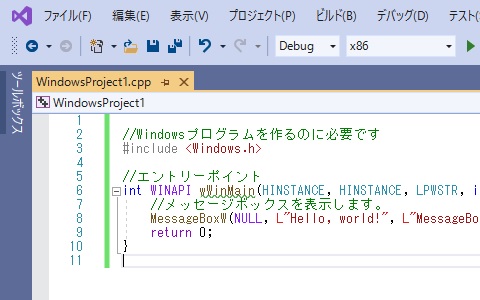 ファイル(F) 編集(E) 表示(V) プロジェクト(P) ビルド(B) デバッグ(D) テスト(
Debug x86
ツールボックス
WindowsProject1.cpp
WindowsProject1
1
2 //Windowsプログラムを作るのに必要です
3 #include <Windows.h>
4
5 //エントリーポイント
6 int WINAPI wWinMain(HINSTANCE, HINSTANCE, LPWSTR, i
7 //メッセージボックスを表示します。
8 MessageBoxW(NULL, L"Hello, world!", L"MessageBo
9 return 0;
10 }
11